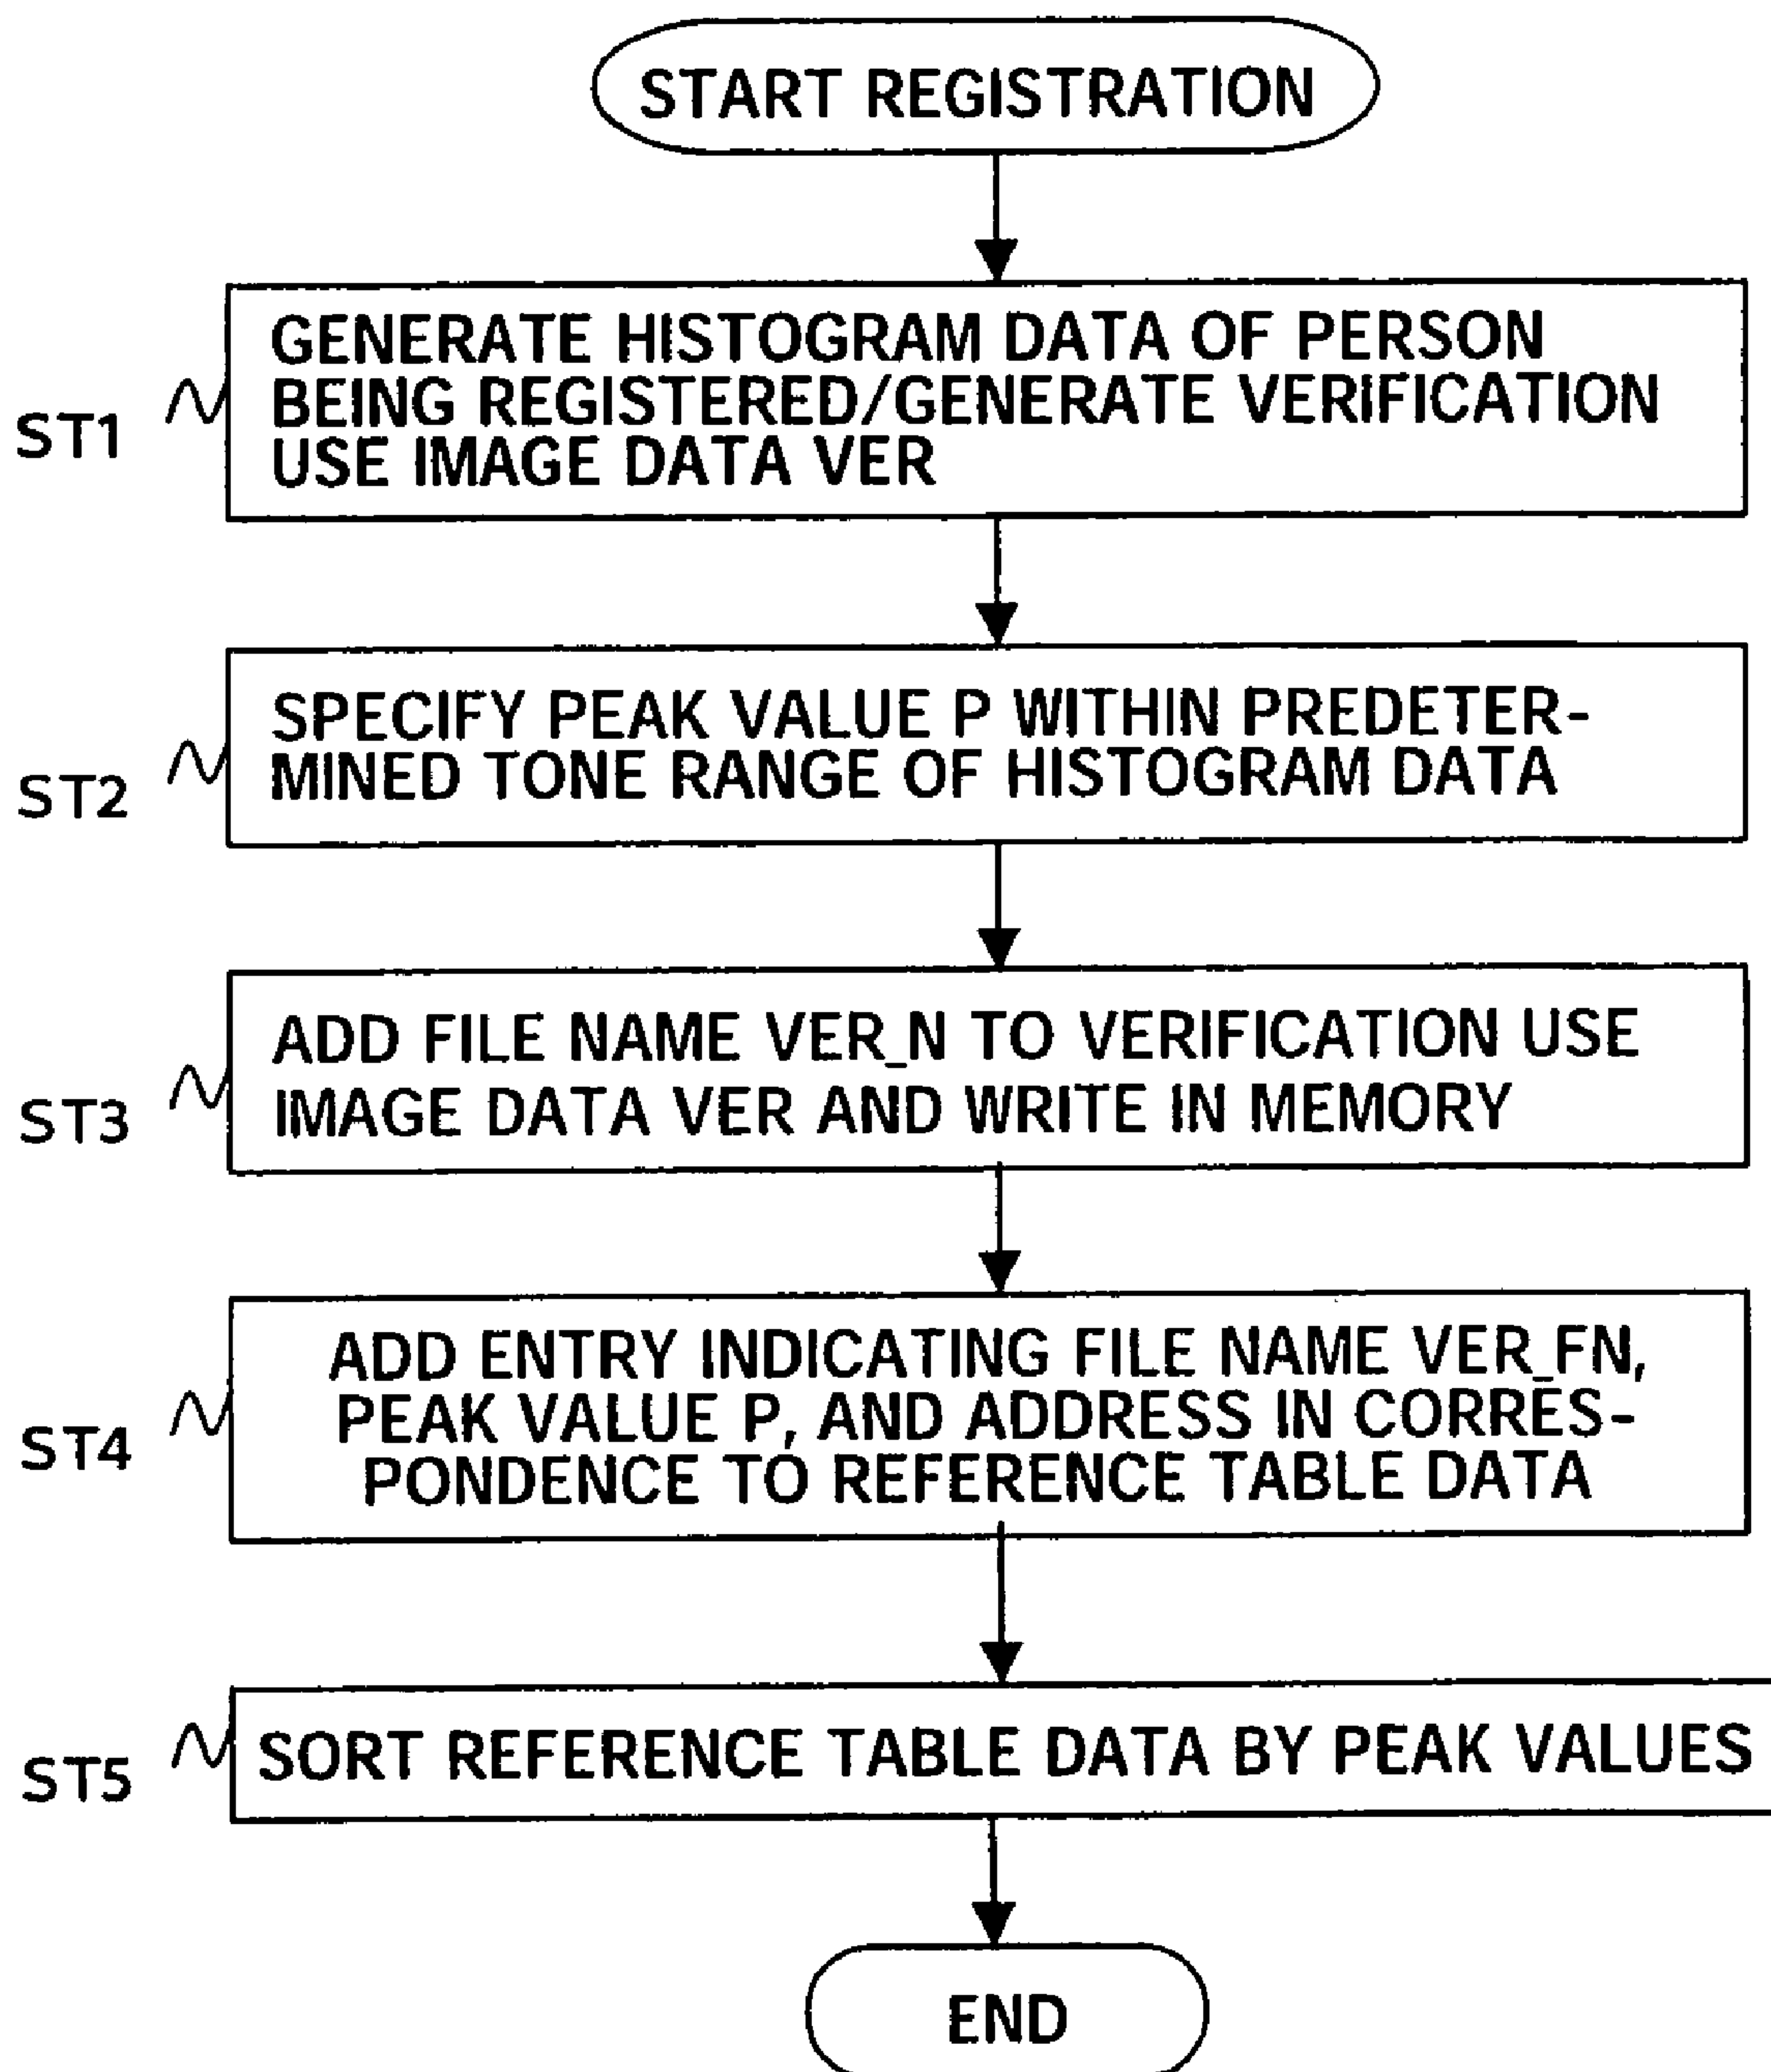 START REGISTRATION
GENERATE HISTOGRAM DATA OF PERSON
BEING REGISTERED/GENERATE VERIFICATION
USE IMAGE DATA VER
ST1
SPECIFY PEAK VALUE P WITHIN PREDETER-
MINED TONE RANGE OF HISTOGRAM DATA
ST2
ADD FILE NAME VER_N TO VERIFICATION USE
IMAGE DATA VER AND WRITE IN MEMORY
ST3
ADD ENTRY INDICATING FILE NAME VER_FN,
PEAK VALUE P, AND ADDRESS IN CORRES-
PONDENCE TO REFERENCE TABLE DATA
ST4
SORT REFERENCE TABLE DATA BY PEAK VALUES
ST5
END